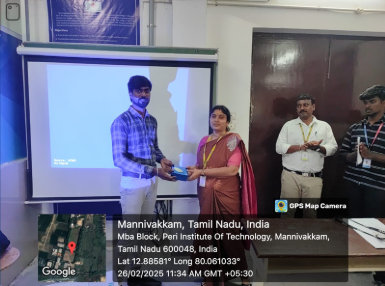 GPS Map Camera
Mannivakkam, Tamil Nadu, India
Mba Block, Peri Institute Of Technology, Mannivakkam,
Tamil Nadu 600048, India
Lat 12.88581° Long 80.061033°
26/02/2025 11:34 AM GMT +05:30
Google